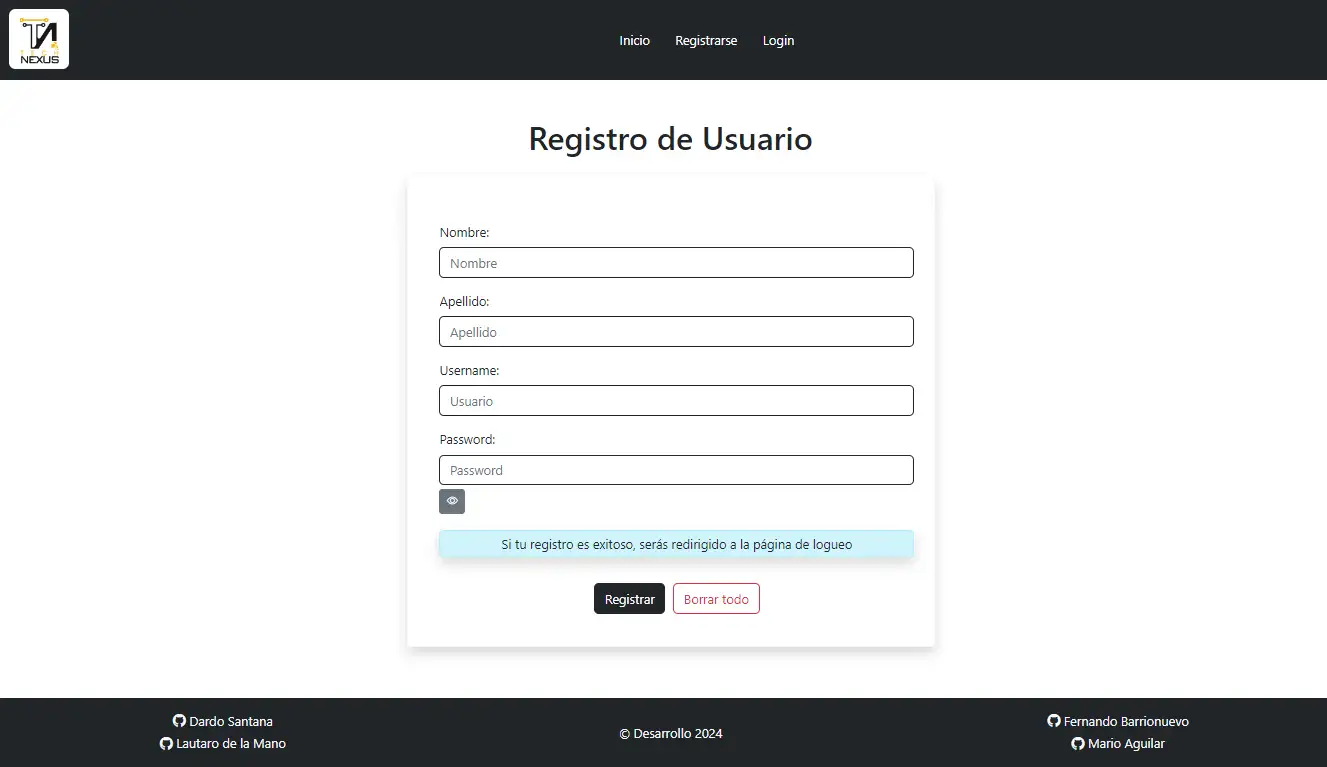 TN
TECH
NEXUS
Inicio Registrarse Login
Registro de Usuario
Nombre:
Nombre
Apellido:
Apellido
Username:
Usuario
Password:
Password
Si tu registro es exitoso, serás redirigido a la página de logueo
Registrar Borrar todo
Dardo Santana
Lautaro de la Mano
© Desarrollo 2024
Fernando Barrionuevo
Mario Aguilar